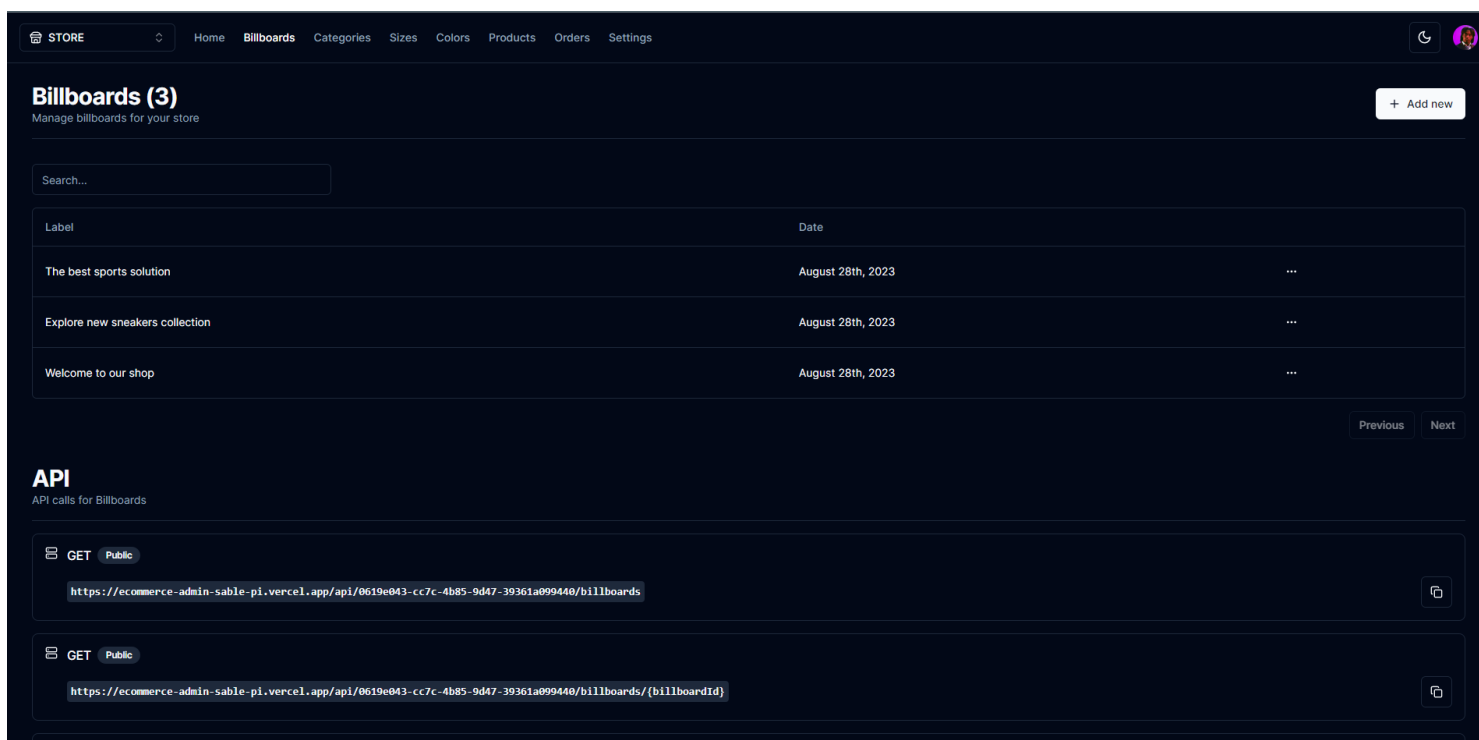 STORE Home Billboards Categories Sizes Colors Products Orders Settings
Billboards (3)
Manage billboards for your store
+ Add new
Search...
Label Date
The best sports solution August 28th, 2023 ...
Explore new sneakers collection August 28th, 2023 ...
Welcome to our shop August 28th, 2023 ...
Previous Next
API
API calls for Billboards
GET Public
https://ecommerce-admin-sable-pi.vercel.app/api/0619e043-cc7c-4b85-9d47-39361a099440/billboards
GET Public
https://ecommerce-admin-sable-pi.vercel.app/api/0619e043-cc7c-4b85-9d47-39361a099440/billboards/{billboardId}